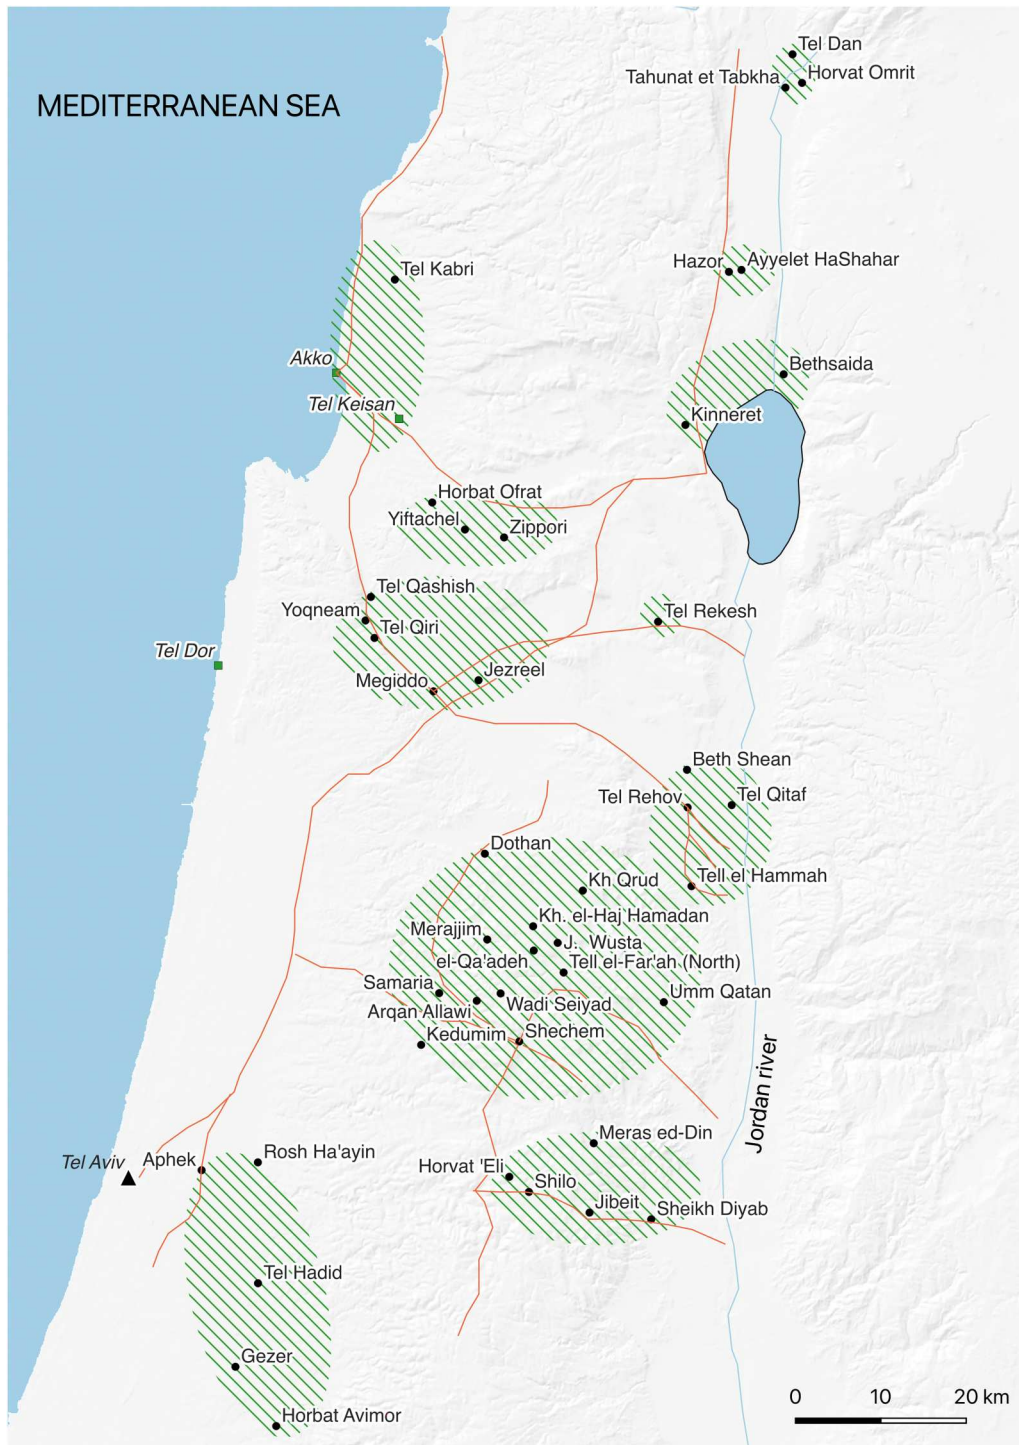 Tel Dan
Tahunat et Tabkha
Horvat Omrit
MEDITERRANEAN SEA
Hazor
Ayyelet HaShahar
Tel Kabri
Akko
Bethsaida
Tel Keisan
Kinneret
Horbat Ofrat
Yiftachel
Zippori
Tel Qashish
Yoqneam
Tel Qiri
Tel Rekesh
Tel Dor
Megiddo
Jezreel
Beth Shean
Tel Rehov
Tel Qitaf
Dothan
Tell el Hammah
Kh Qrud
Kh. el-Haj Hamadan
Merajjim
J. Wusta
el-Qa'adeh
Tell el-Far'ah (North)
Samaria
Umm Qatan
Arqan Allawi
Wadi Seiyad
Kedumim
Shechem
Jordan river
Meras ed-Din
Rosh Ha'ayin
Tel Aviv
Aphek
Horvat 'Eli
Shilo
Jibeit
Sheikh Diyab
Tel Hadid
Gezer
Horbat Avimor
0 10 20 km